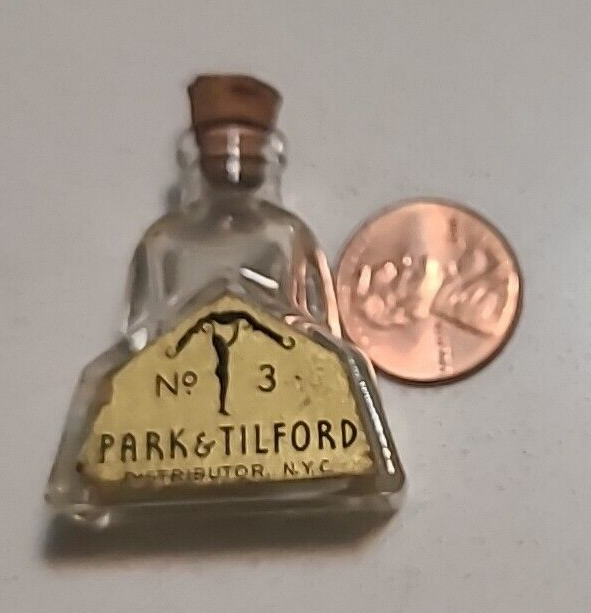 Nº 3
PARK & TILFORD
DISTRIBUTOR, N.Y.C.